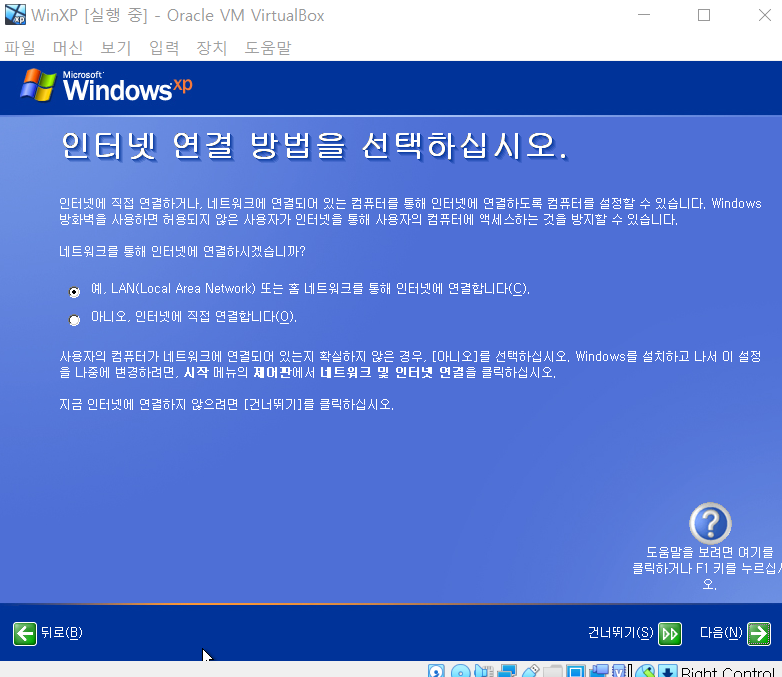 WinXP [실행 중] - Oracle VM VirtualBox
파일 머신 보기 입력 장치 도움말
Microsoft
Windows xp
인터넷 연결 방법을 선택하십시오.
인터넷에 직접 연결하거나, 네트워크에 연결되어 있는 컴퓨터를 통해 인터넷에 연결하도록 컴퓨터를 설정할 수 있습니다. Windows
방화벽을 사용하면 허용되지 않은 사용자가 인터넷을 통해 사용자의 컴퓨터에 액세스하는 것을 방지할 수 있습니다.
네트워크를 통해 인터넷에 연결하시겠습니까?
예, LAN(Local Area Network) 또는 홈 네트워크를 통해 인터넷에 연결합니다(C).
아니오, 인터넷에 직접 연결합니다(O).
사용자의 컴퓨터가 네트워크에 연결되어 있는지 확실하지 않은 경우, [아니오]를 선택하십시오. Windows를 설치하고 나서 이 설정
을 나중에 변경하려면, 시작 메뉴의 제어판에서 네트워크 및 인터넷 연결을 클릭하십시오.
지금 인터넷에 연결하지 않으려면 [건너뛰기]를 클릭하십시오.
도움말을 보려면 여기를
클릭하거나 F1 키를 누르십시
오.
뒤로(B) 건너뛰기(S) 다음(N)
Right Control